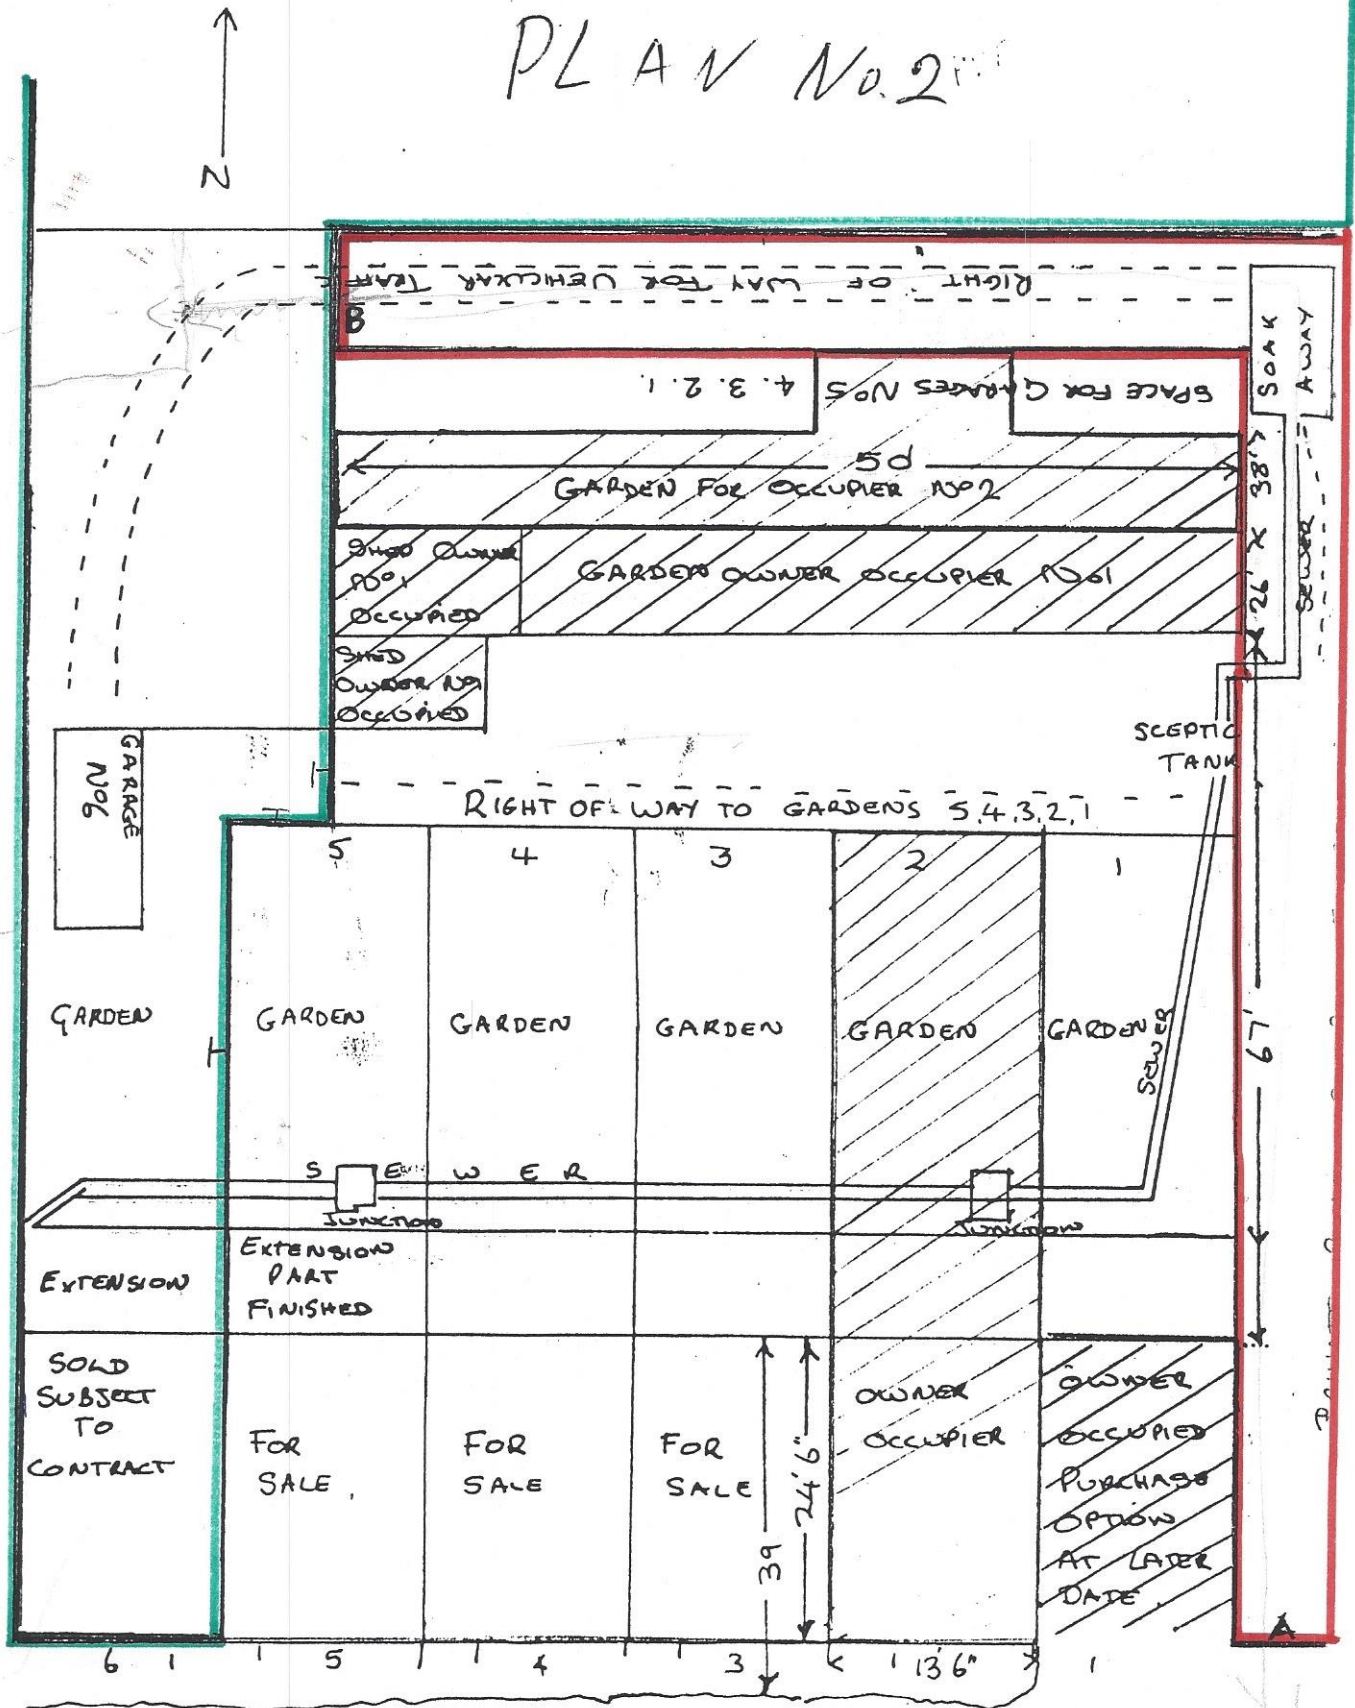 PLAN No.2
N
RIGHT OF WAY FOR VEHICULAR TRAFFIC
B
SOAK
AWAY
4. 3. 2. 1.
SPACE FOR GARAGES No5
5d
GARDEN FOR OCCUPIER No2
26' X 38'
SEWER
SHED OWNER
No1
OCCUPIED
GARDEN OWNER OCCUPIER No1
SHED
OWNER No1
OCCUPIED
GARAGE
No6
SCEPTIC
TANK
RIGHT OF WAY TO GARDENS 5,4,3,2,1
5
4
3
2
1
GARDEN
GARDEN
GARDEN
GARDEN
GARDEN
GARDEN
SEWER
67'
SEWER
JUNCTION
JUNCTION
EXTENSION
EXTENSION
PART
FINISHED
SOLD
SUBJECT
TO
CONTRACT
FOR
SALE
FOR
SALE
FOR
SALE
39
24'6"
OWNER
OCCUPIER
OWNER
OCCUPIED
PURCHASE
OPTION
AT LATER
DATE
A
6
5
4
3
13'6"
1